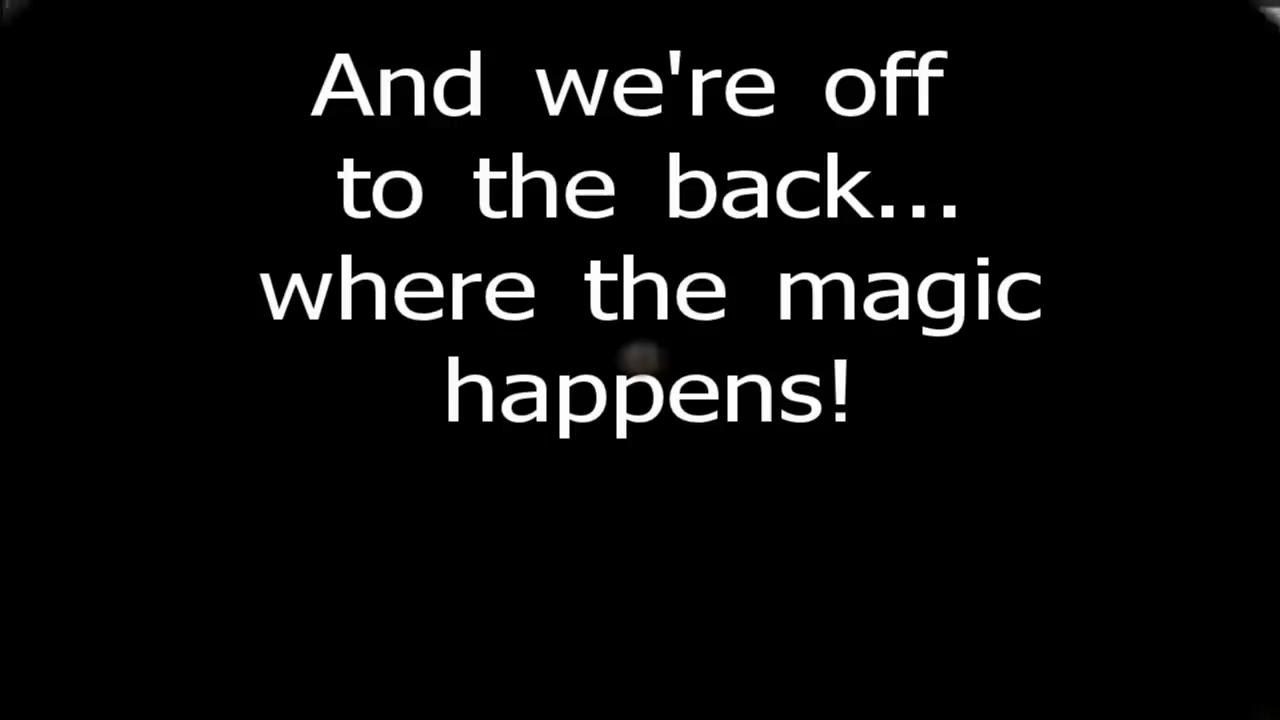 And we're off
to the back...
where the magic
happens!